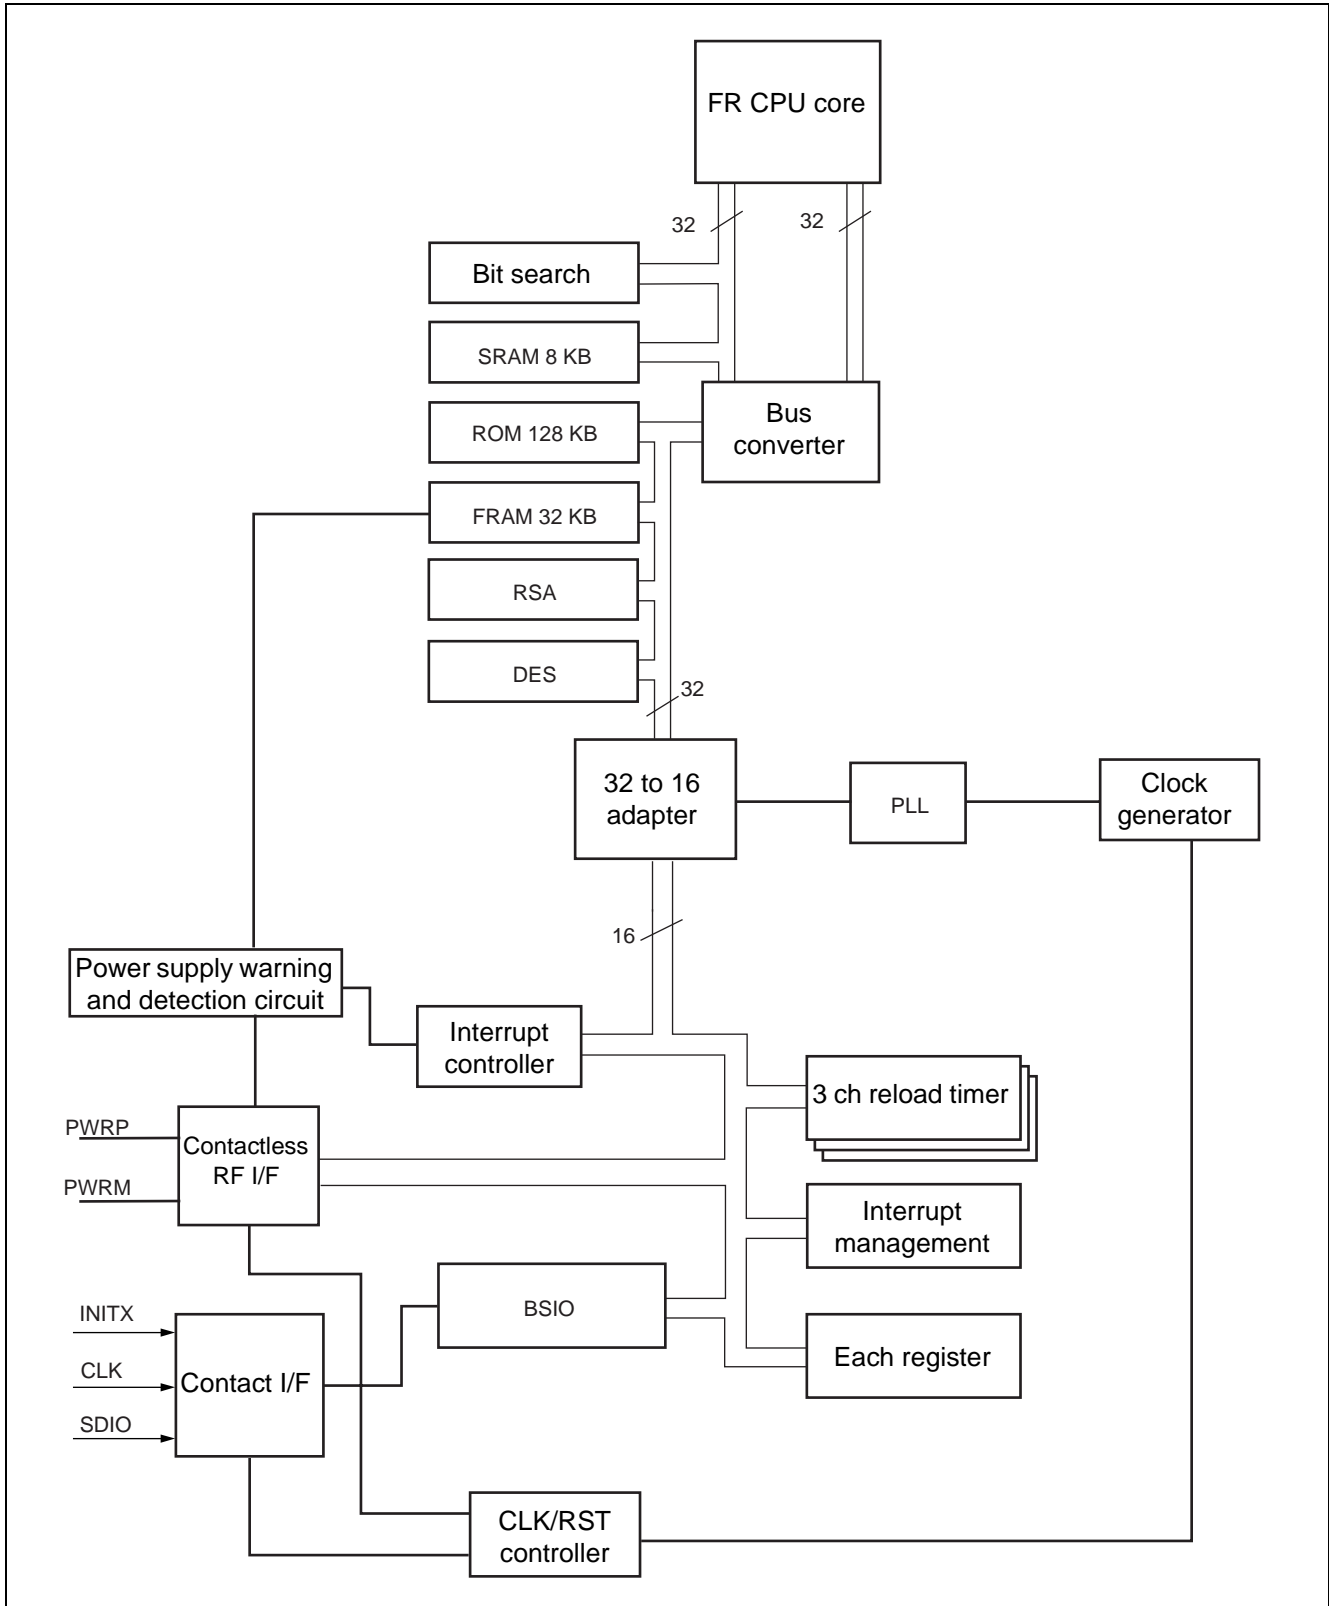 FR CPU core
32
32
Bit search
SRAM 8 KB
ROM 128 KB
Bus
converter
FRAM 32 KB
RSA
DES
32
32 to 16
adapter
PLL
Clock
generator
16
Power supply warning
and detection circuit
Interrupt
controller
3 ch reload timer
PWRP
Contactless
RF I/F
PWRM
Interrupt
management
INITX
CLK
SDIO
Contact I/F
BSIO
Each register
CLK/RST
controller